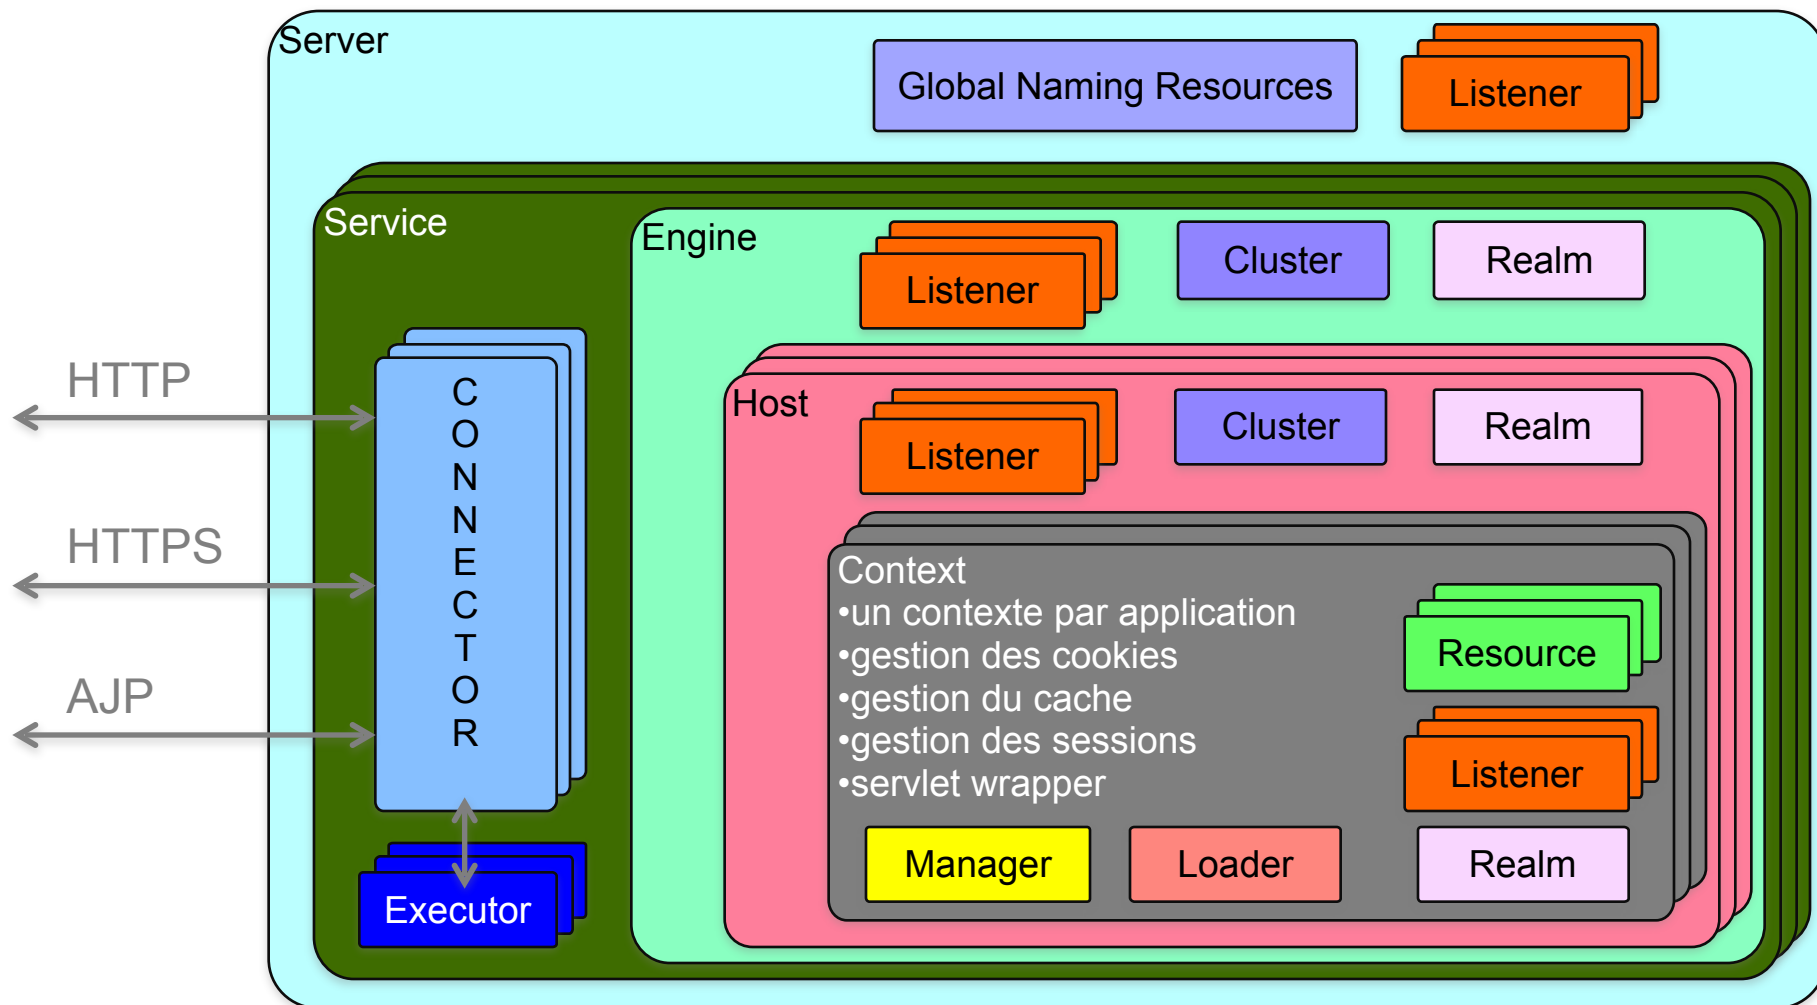 Server
Global Naming Resources
Listener
Service
Engine
Listener
Cluster
Realm
HTTP
HTTPS
AJP
CONNECTOR
Executor
Host
Listener
Cluster
Realm
Context
•un contexte par application
•gestion des cookies
•gestion du cache
•gestion des sessions
•servlet wrapper
Resource
Listener
Manager
Loader
Realm